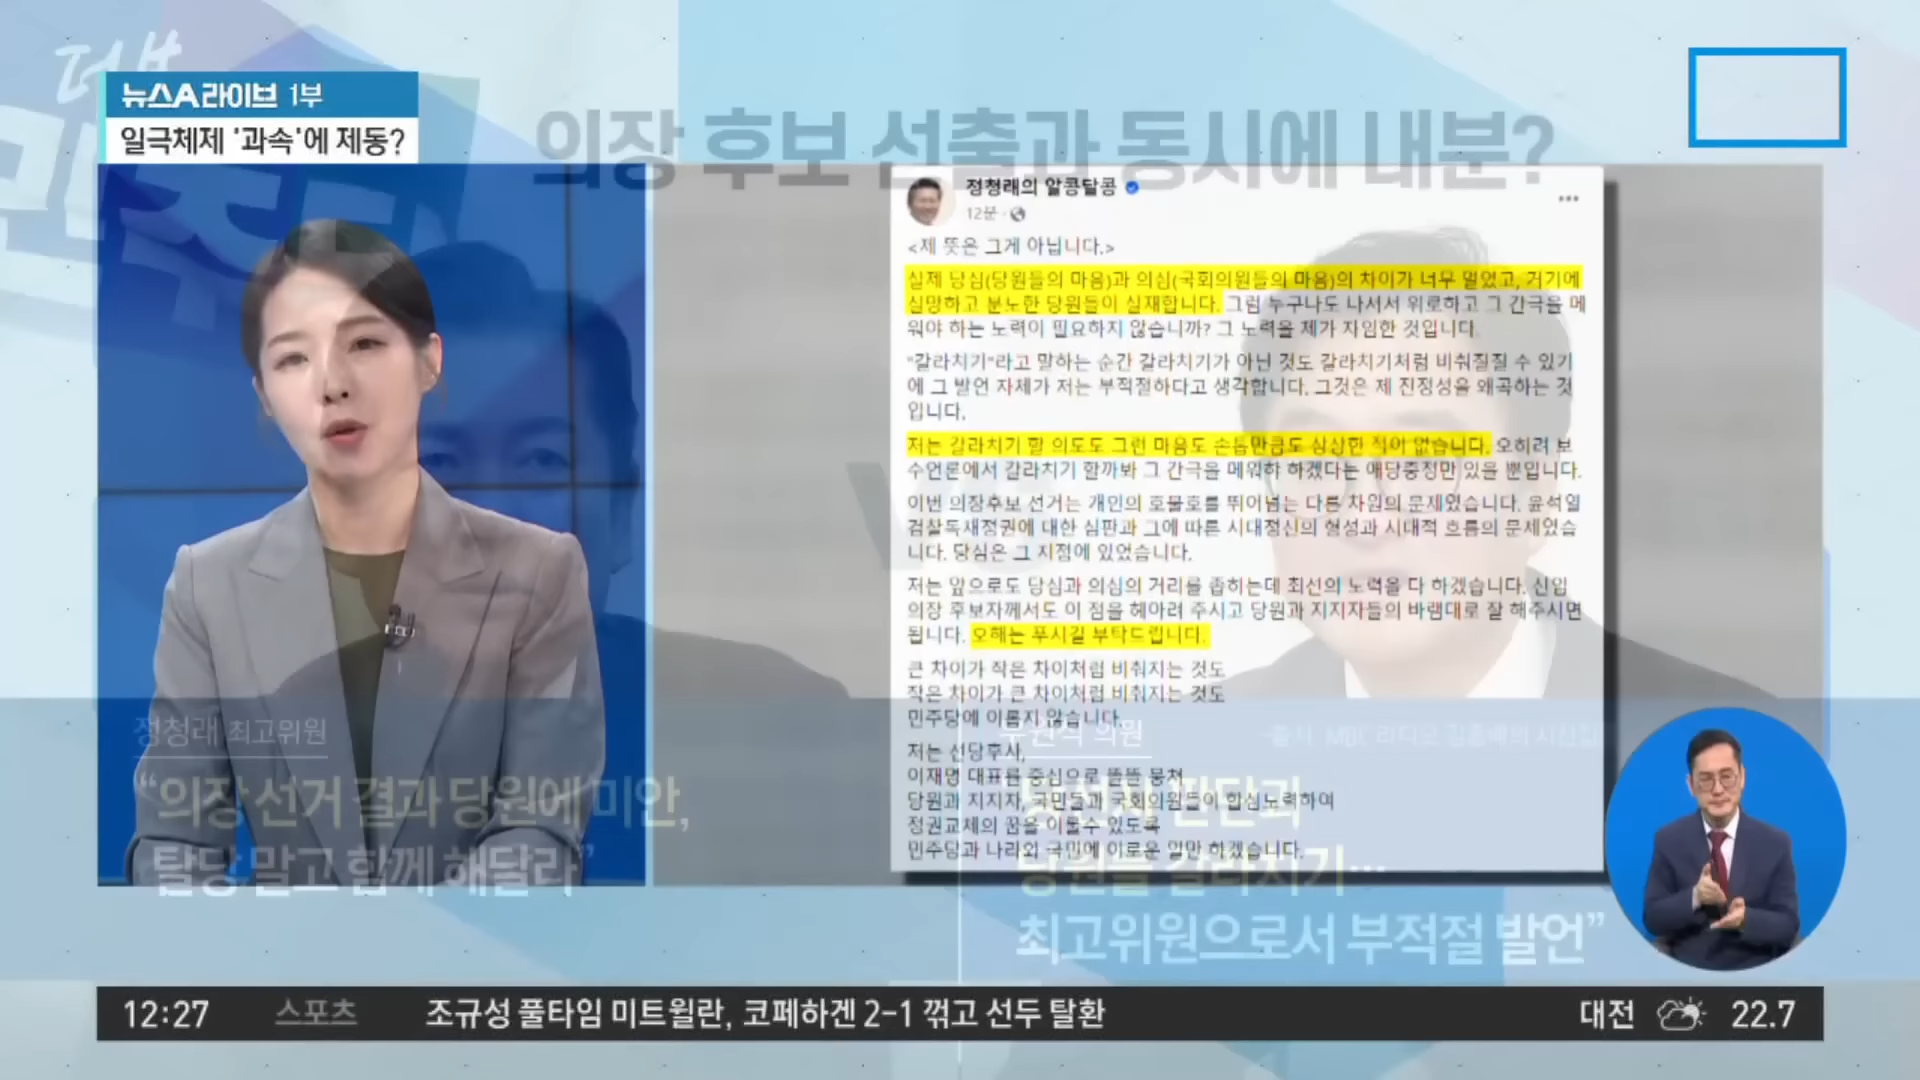 뉴스A 라이브 1부
일극체제 '과속'에 제동?
의장 후보 선출과 동시에 내분?
정청래의 알콩달콩
12분
<제 뜻은 그게 아닙니다.>
실제 당심(당원들의 마음)과 의심(국회의원들의 마음)의 차이가 너무 멀었고, 거기에
실망하고 분노한 당원들이 실재합니다. 그럼 누구나도 나서서 위로하고 그 간극을 메
워야 하는 노력이 필요하지 않습니까? 그 노력을 제가 자임한 것입니다.
"갈라치기"라고 말하는 순간 갈라치기가 아닌 것도 갈라치기처럼 비춰질질 수 있기
에 그 발언 자체가 저는 부적절하다고 생각합니다. 그것은 제 진정성을 왜곡하는 것
입니다.
저는 갈라치기 할 의도도 그런 마음도 손톱만큼도 상상한 적이 없습니다. 오히려 보
수언론에서 갈라치기 할까봐 그 간극을 메워햐 하겠다는 애당충정만 있을 뿐입니다.
이번 의장후보 선거는 개인의 호불호를 뛰어넘는 다른 차원의 문제였습니다. 윤석열
검찰독재정권에 대한 심판과 그에 따른 시대정신의 형성과 시대적 흐름의 문제였습
니다. 당심은 그 지점에 있었습니다.
저는 앞으로도 당심과 의심의 거리를 좁히는데 최선의 노력을 다 하겠습니다. 신임
의장 후보자께서도 이 점을 헤아려 주시고 당원과 지지자들의 바램대로 잘 해주시면
됩니다. 오해는 푸시길 부탁드립니다.
큰 차이가 작은 차이처럼 비춰지는 것도
작은 차이가 큰 차이처럼 비춰지는 것도
민주당에 이롭지 않습니다.
저는 선당후사,
이재명 대표를 중심으로 똘똘 뭉쳐
당원과 지지자, 국민들과 국회의원들이 합심노력하여
정권교체의 꿈을 이룰수 있도록
민주당과 나라와 국민에 이로운 일만 하겠습니다.
정청래 최고위원
"의장 선거 결과 당원에 미안,
탈당 말고 함께 해달라"
우원식 의원
판단과
당원들 갈라치기…
최고위원으로서 부적절 발언"
12:27 스포츠 조규성 풀타임 미트윌란, 코페하겐 2-1 꺾고 선두 탈환 대전 22.7